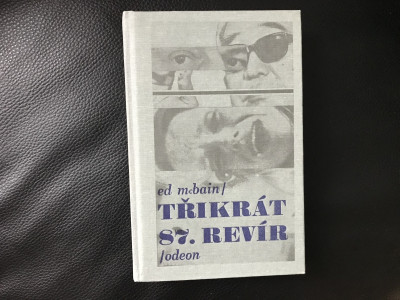 ed mcbain/
TŘIKRÁT
87. REVÍR
/odeon